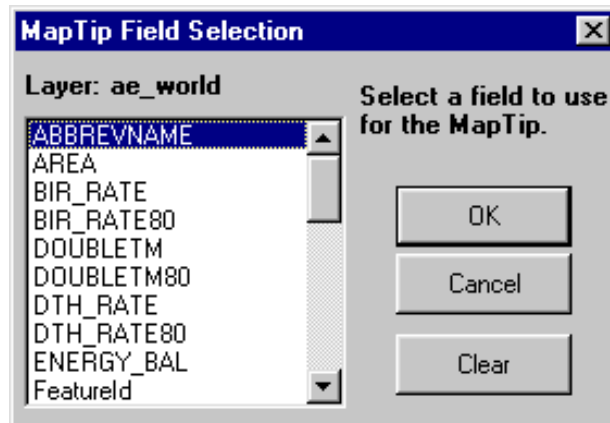 MapTip Field Selection
Layer: ae_world
Select a field to use
for the MapTip.
ABBREVNAME
AREA
BIR_RATE
BIR_RATE80
DOUBLETM
DOUBLETM80
DTH_RATE
DTH_RATE80
ENERGY_BAL
FeatureId
OK
Cancel
Clear